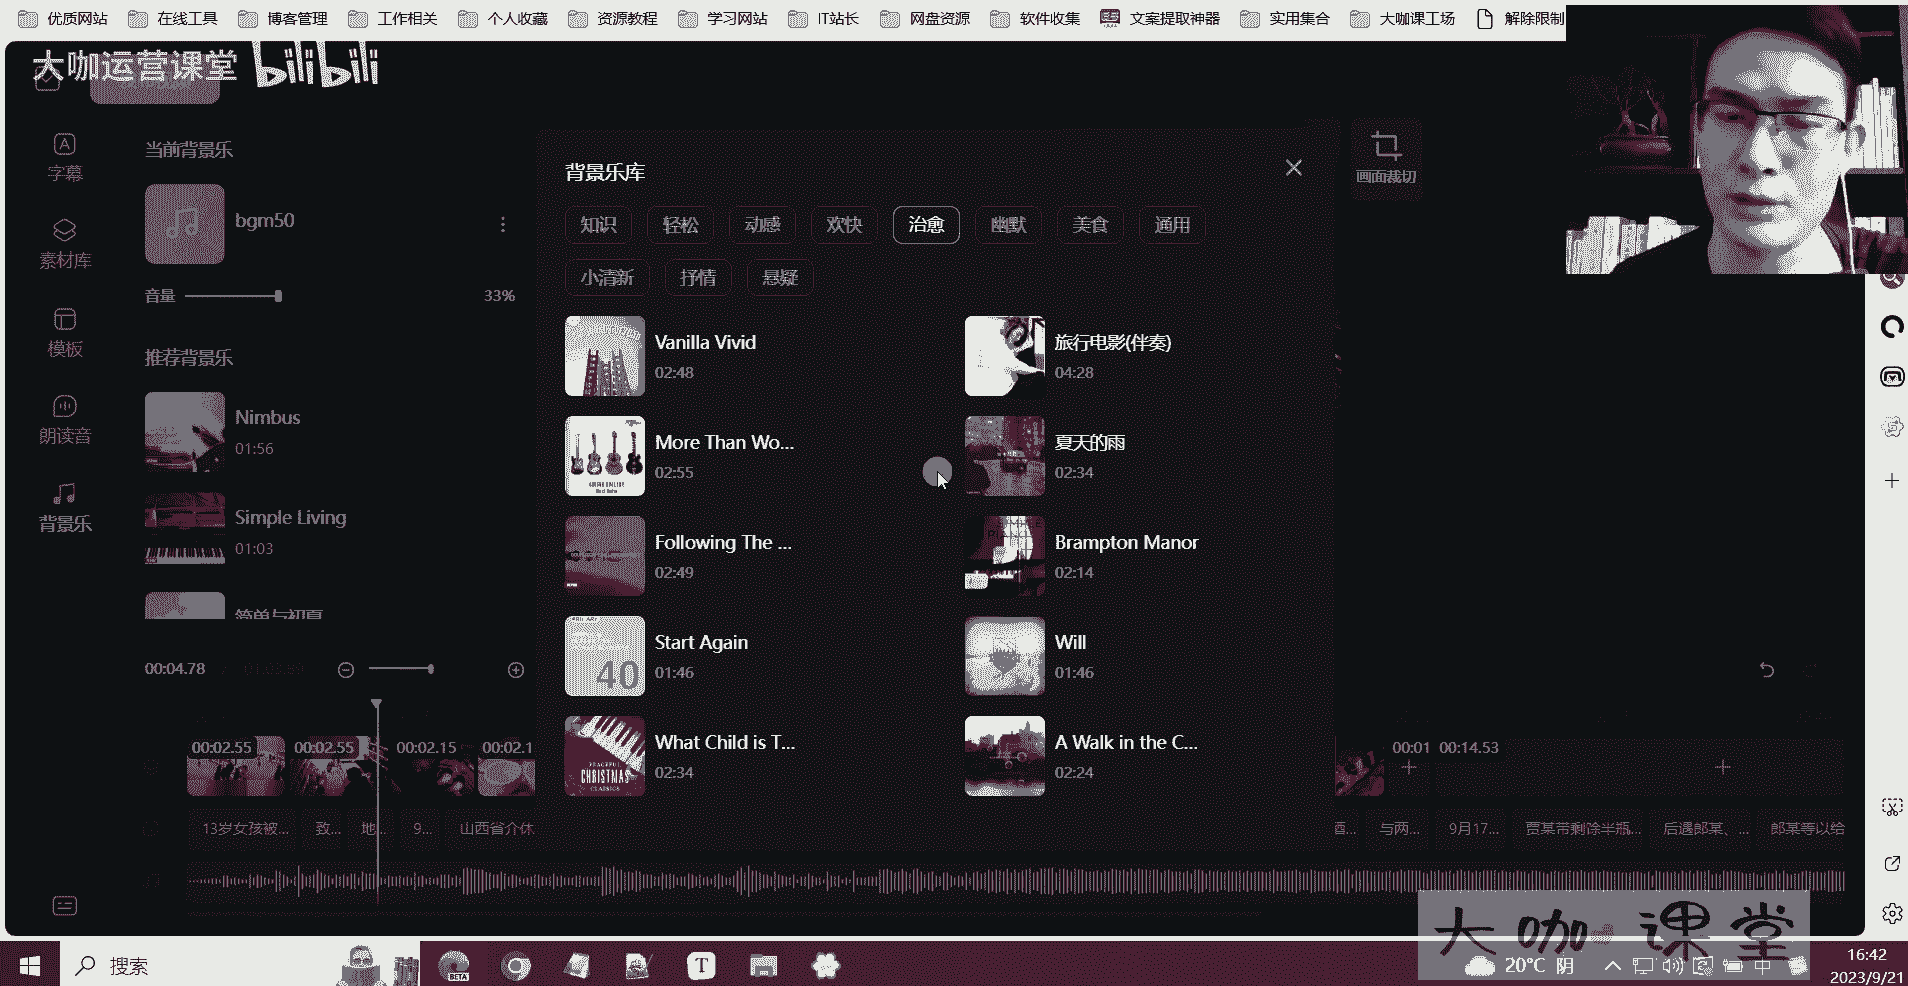 优质网站 在线工具 博客管理 工作相关 个人收藏 资源教程 学习网站 IT站长 网盘资源 软件收集 文案提取神器 实用集合 大咖课工场 解除限制
大咖运营课堂 bilibili
字幕
素材库
模板
朗读音
背景乐
当前背景乐
bgm50
音量 33%
推荐背景乐
Nimbus
01:56
Simple Living
01:03
简单与初夏
背景乐库
知识 轻松 动感 欢快 治愈 幽默 美食 通用
小清新 抒情 悬疑
Vanilla Vivid
02:48
旅行电影(伴奏)
04:28
More Than Wo...
02:55
夏天的雨
02:34
Following The ...
02:49
Brampton Manor
02:14
40
Start Again
01:46
Will
01:46
CHRISTMAS
What Child is T...
02:34
A Walk in the C...
02:24
画面裁切
00:04.78
00:02.55 00:02.55 00:02.15 00:02.1 00:01 00:14.53
13岁女孩被... 致... 地... 9... 山西省介休 酒... 与两... 9月17... 贾某带剩余半瓶... 后遇郎某、... 郎某等以给
大咖课堂
搜索
BETA
T
20°C 阴
中
16:42
2023/9/21